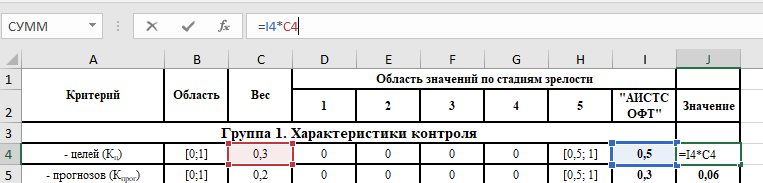 СУММ =I4*C4
A B C D E F G H I J
1 Критерий Область Вес Область значений по стадиям зрелости
2 1 2 3 4 5 "АИСТС ОФТ" Значение
3 Группа 1. Характеристики контроля
4 - целей (Kц) [0;1] 0,3 0 0 0 0 [0,5; 1] 0,5 =I4*C4
5 - прогнозов (Kпрог) [0;1] 0,2 0 0 0 0 [0,5; 1] 0,3 0,06